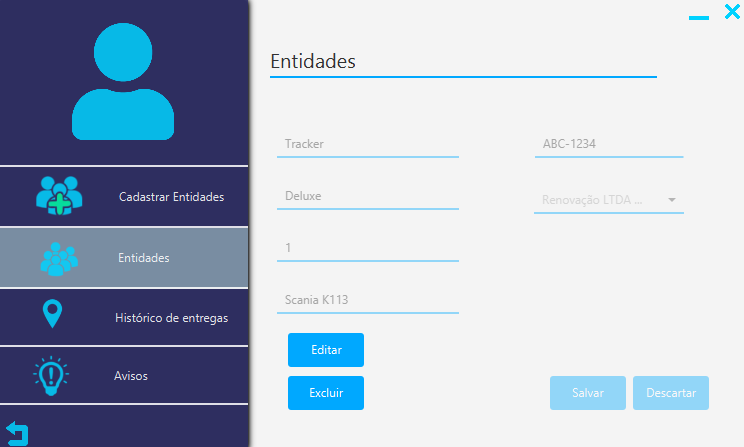 Entidades
Cadastrar Entidades
Entidades
Histórico de entregas
Avisos
Tracker
ABC-1234
Deluxe
Renovação LTDA ...
1
Scania K113
Editar
Excluir
Salvar
Descartar